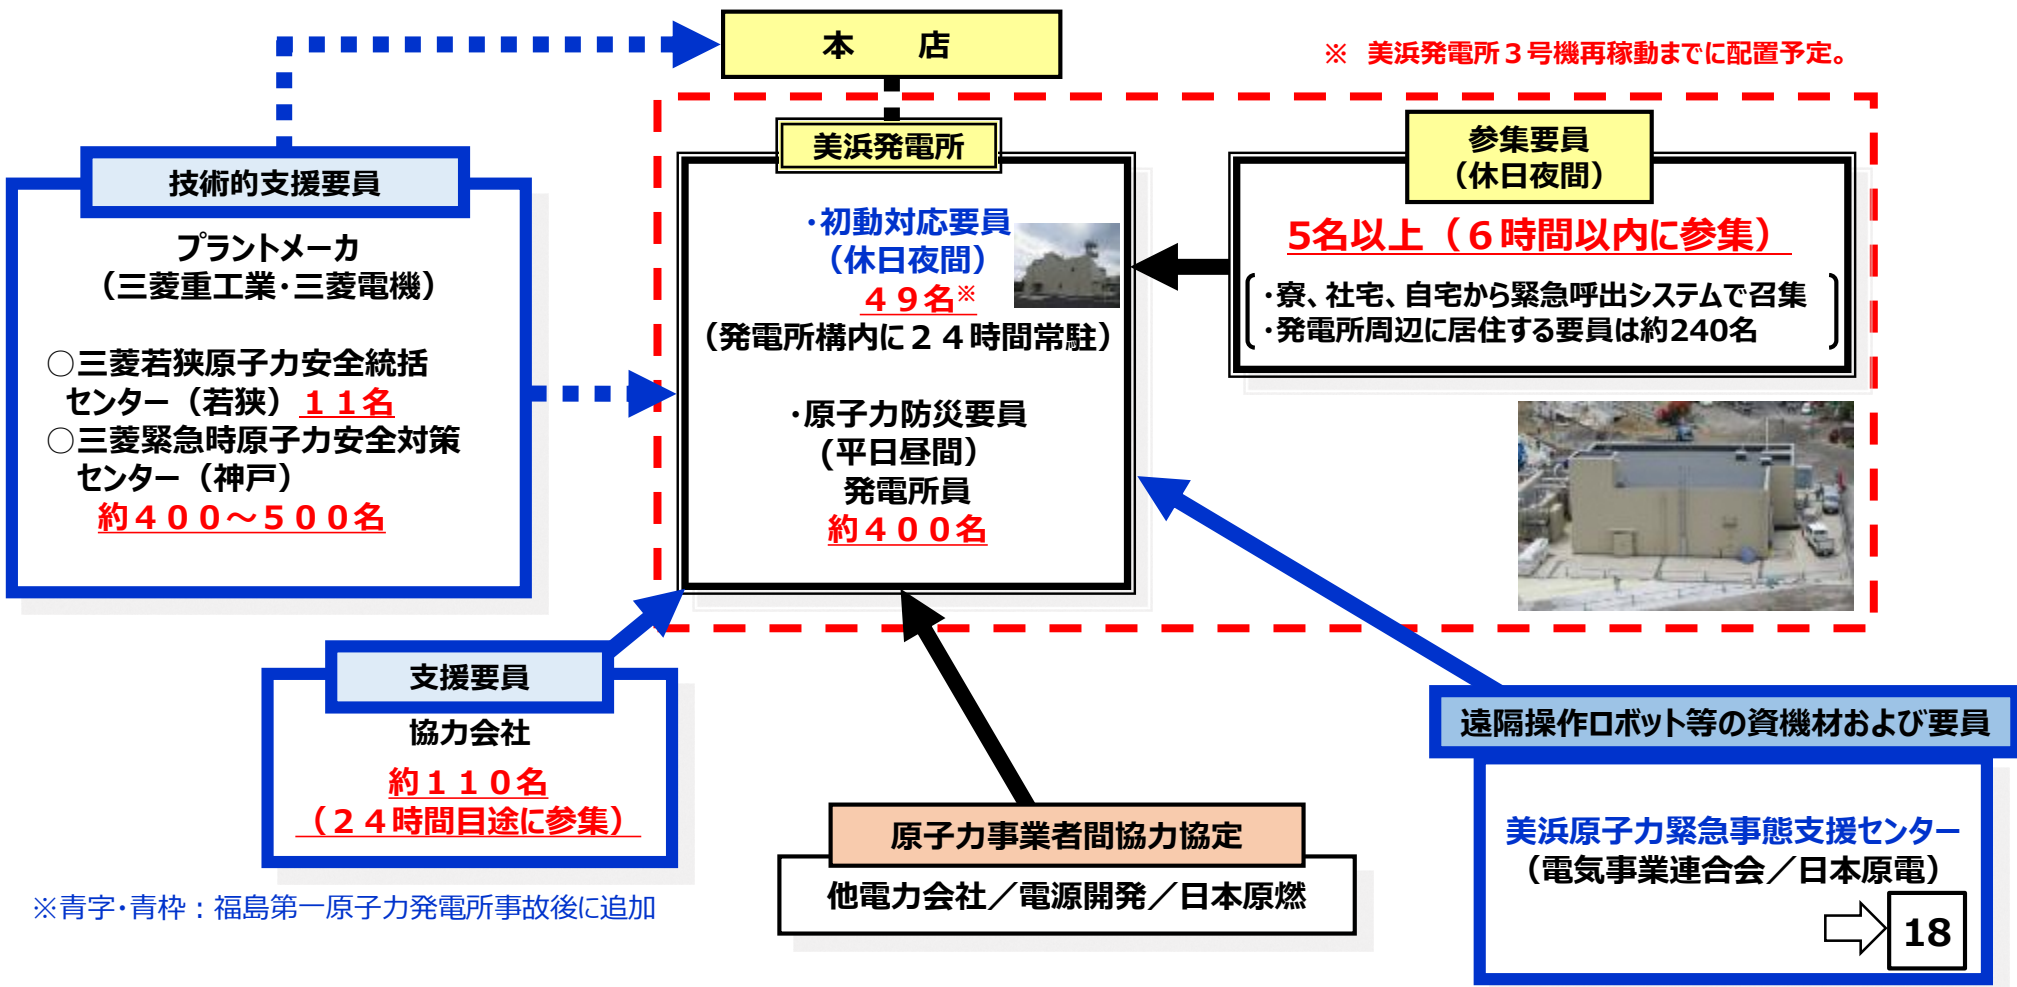 本　店
※ 美浜発電所３号機再稼動までに配置予定。
美浜発電所
・初動対応要員
（休日夜間）
４９名※
（発電所構内に２４時間常駐）
・原子力防災要員
(平日昼間）
発電所員
約４００名
参集要員
（休日夜間）
5名以上（６時間以内に参集）
・寮、社宅、自宅から緊急呼出システムで召集
・発電所周辺に居住する要員は約240名
技術的支援要員
プラントメーカ
（三菱重工業・三菱電機）
○三菱若狭原子力安全統括
センター（若狭）１１名
○三菱緊急時原子力安全対策
センター（神戸）
約４００～５００名
支援要員
協力会社
約１１０名
（２４時間目途に参集）
原子力事業者間協力協定
他電力会社／電源開発／日本原燃
遠隔操作ロボット等の資機材および要員
美浜原子力緊急事態支援センター
（電気事業連合会／日本原電）
18
※青字・青枠：福島第一原子力発電所事故後に追加